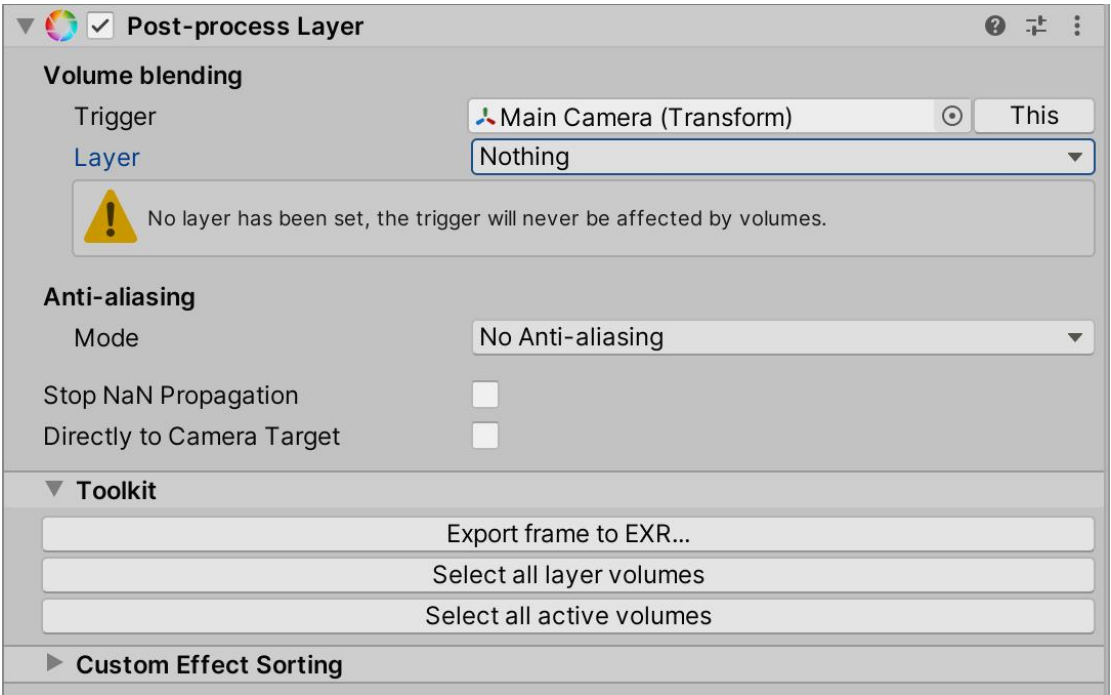 Post-process Layer
Volume blending
Trigger Main Camera (Transform) This
Layer Nothing
No layer has been set, the trigger will never be affected by volumes.
Anti-aliasing
Mode No Anti-aliasing
Stop NaN Propagation
Directly to Camera Target
Toolkit
Export frame to EXR...
Select all layer volumes
Select all active volumes
Custom Effect Sorting